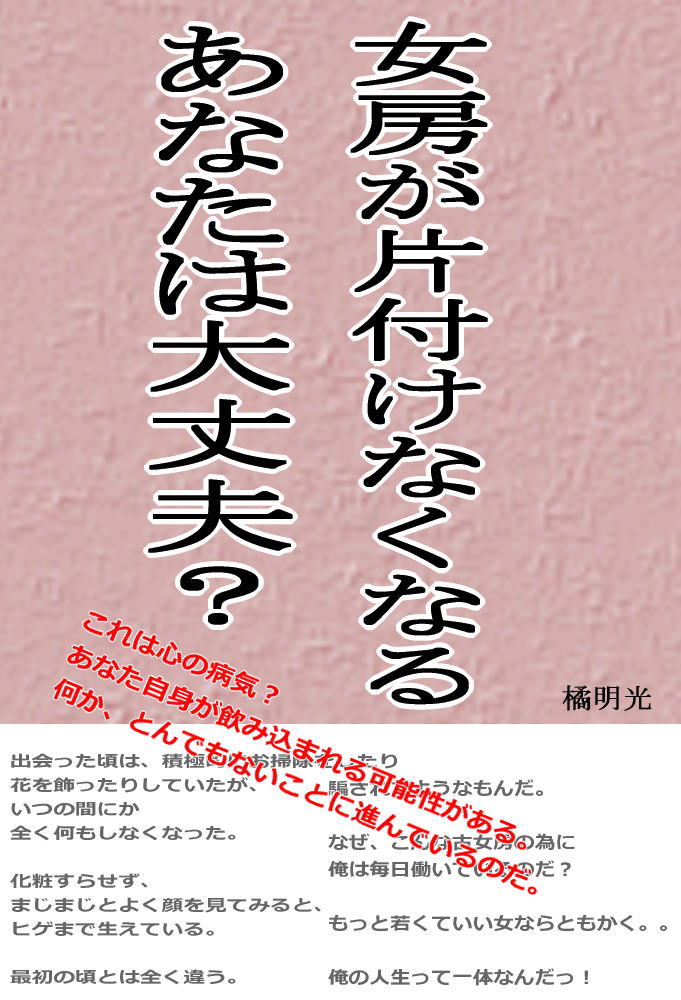 女房が片付けなくなる
あなたは大丈夫？
橘明光
これは心の病気？
あなた自身が飲み込まれる可能性がある。
何か、とんでもないことに進んでいるのだ。
出会った頃は、積極 お掃除をしたり
花を飾ったりしていたが、
いつの間にか
全く何もしなくなった。
化粧すらせず、
まじまじとよく顔を見てみると、
ヒゲまで生えている。
最初の頃とは全く違う。
騙され ようなもんだ。
なぜ、こんな古女房の為に
俺は毎日働いているのだ？
もっと若くていい女ならともかく。。
俺の人生って一体なんだっ！